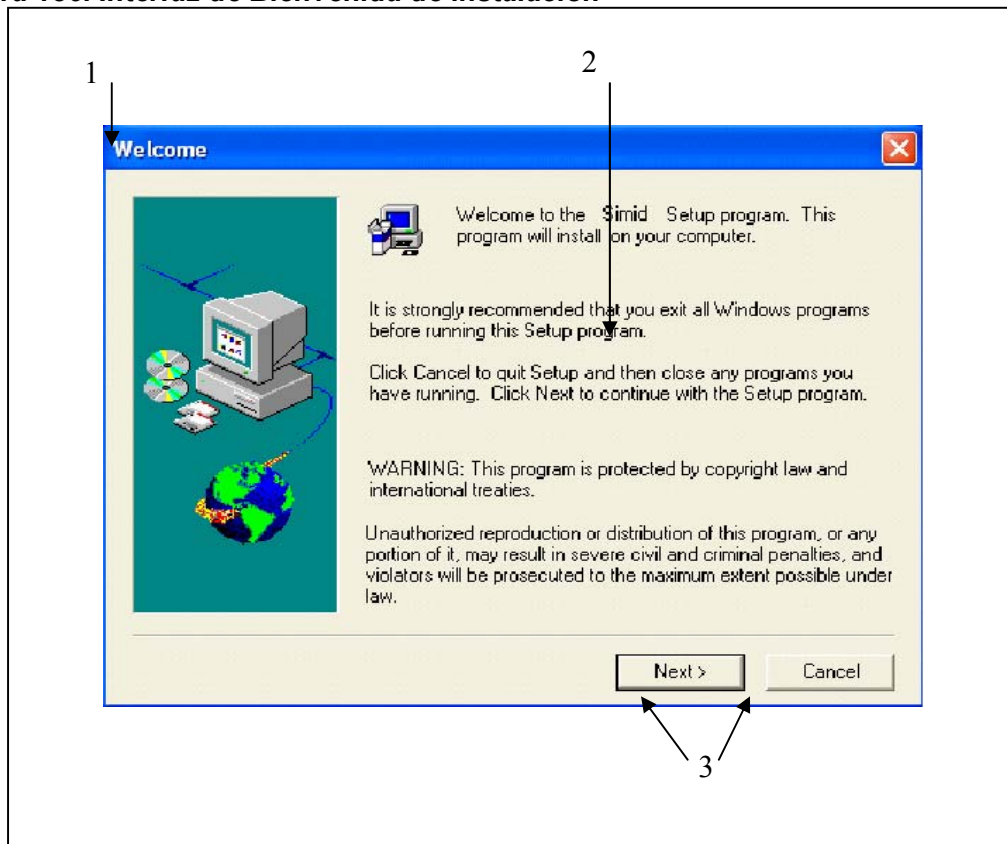 Interfaz de Bienvenida de Instalación
1
2
Welcome
Welcome to the Simid Setup program. This
program will install on your computer.
It is strongly recommended that you exit all Windows programs
before running this Setup program.
Click Cancel to quit Setup and then close any programs you
have running. Click Next to continue with the Setup program.
WARNING: This program is protected by copyright law and
international treaties.
Unauthorized reproduction or distribution of this program, or any
portion of it, may result in severe civil and criminal penalties, and
violators will be prosecuted to the maximum extent possible under
law.
Next >
Cancel
3